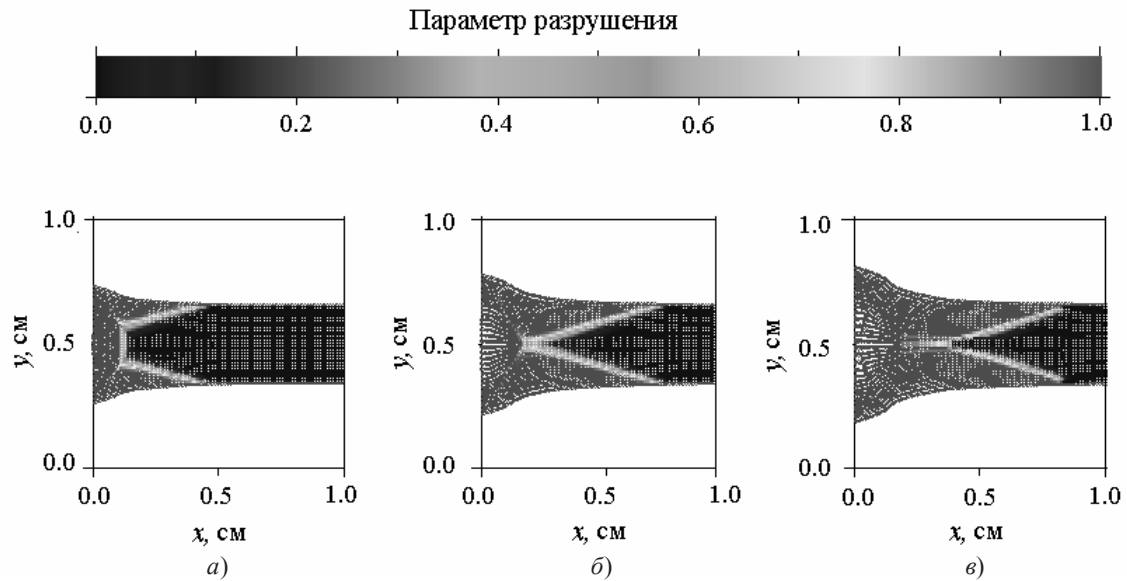 Параметр разрушения
0.0 0.2 0.4 0.6 0.8 1.0
1.0 1.0 1.0
y, см y, см y, см
0.5 0.5 0.5
0.0 0.0 0.0
0.0 0.5 1.0 0.0 0.5 1.0 0.0 0.5 1.0
x, см x, см x, см
а) б) в)